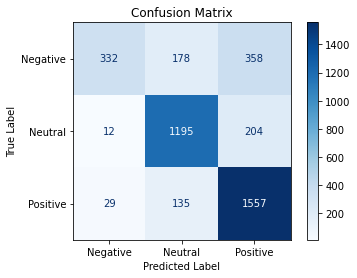 Confusion Matrix
Negative 332 178 358
Neutral 12 1195 204
Positive 29 135 1557
Negative Neutral Positive
Predicted Label
True Label
1400
1200
1000
800
600
400
200